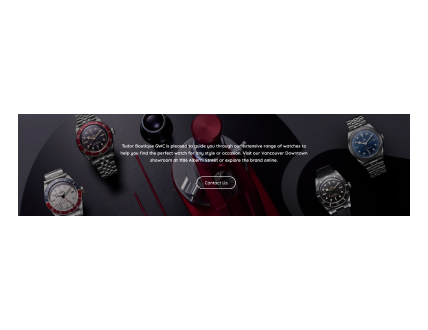 Tudor Boutique GWC is pleased to guide you through our extensive range of watches to
help you find the perfect watch for any style or occasion. Visit our Vancouver Downtown
showroom at 1106 Alberni Street or explore the brand online.
Contact Us